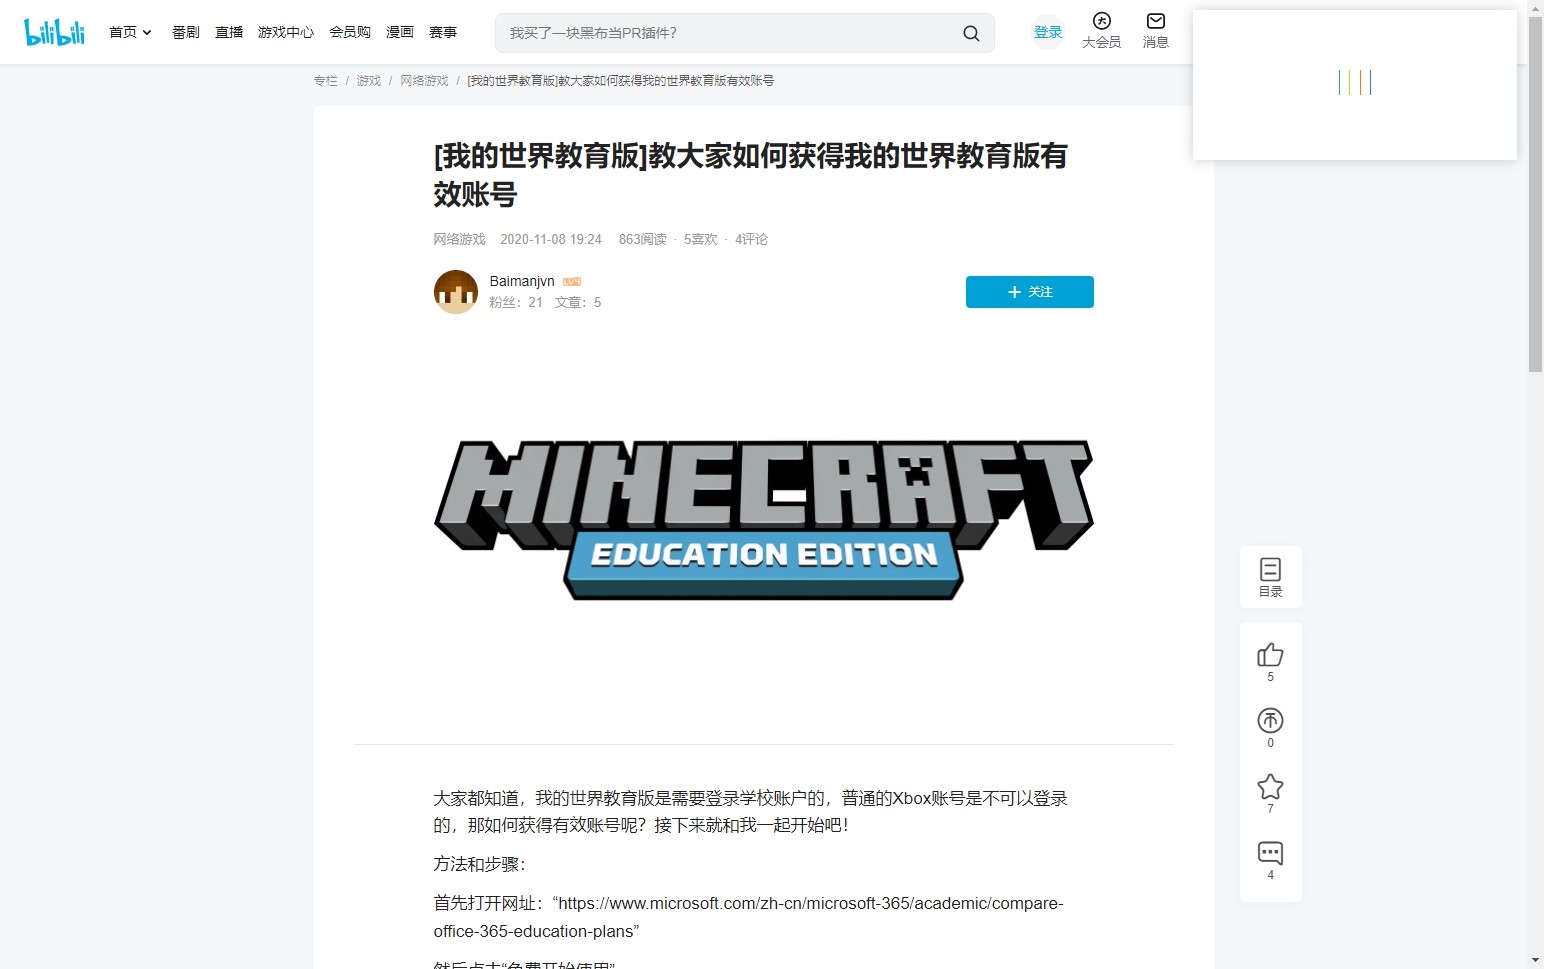 bilibili
首页 番剧 直播 游戏中心 会员购 漫画 赛事
我买了一块黑布当PR插件?
登录 大会员 消息
专栏 / 游戏 / 网络游戏 / [我的世界教育版]教大家如何获得我的世界教育版有效账号
[我的世界教育版]教大家如何获得我的世界教育版有
效账号
网络游戏 2020-11-08 19:24 863阅读 · 5喜欢 · 4评论
Baimanjvn LV4
粉丝：21 文章：5
关注
MINECRAFT
EDUCATION EDITION
目录
5
0
7
4
大家都知道，我的世界教育版是需要登录学校账户的，普通的Xbox账号是不可以登录
的，那如何获得有效账号呢？接下来就和我一起开始吧！
方法和步骤：
首先打开网址：“https://www.microsoft.com/zh-cn/microsoft-365/academic/compare-
office-365-education-plans”
然后点击“免费开始使用”